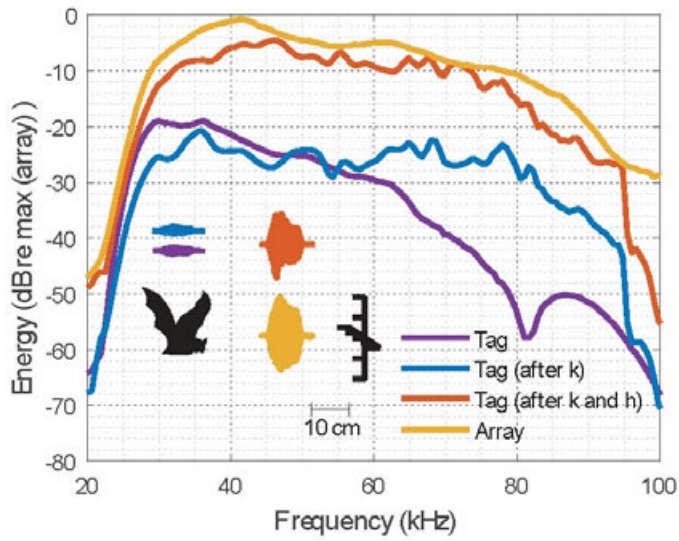 0
-10
-20
-30
-40
-50
-60
-70
-80
Energy (dB re max (array) )
20
40
60
80
100
Frequency (kHz)
10 cm
Tag
Tag (after k)
Tag (after k and h)
Array